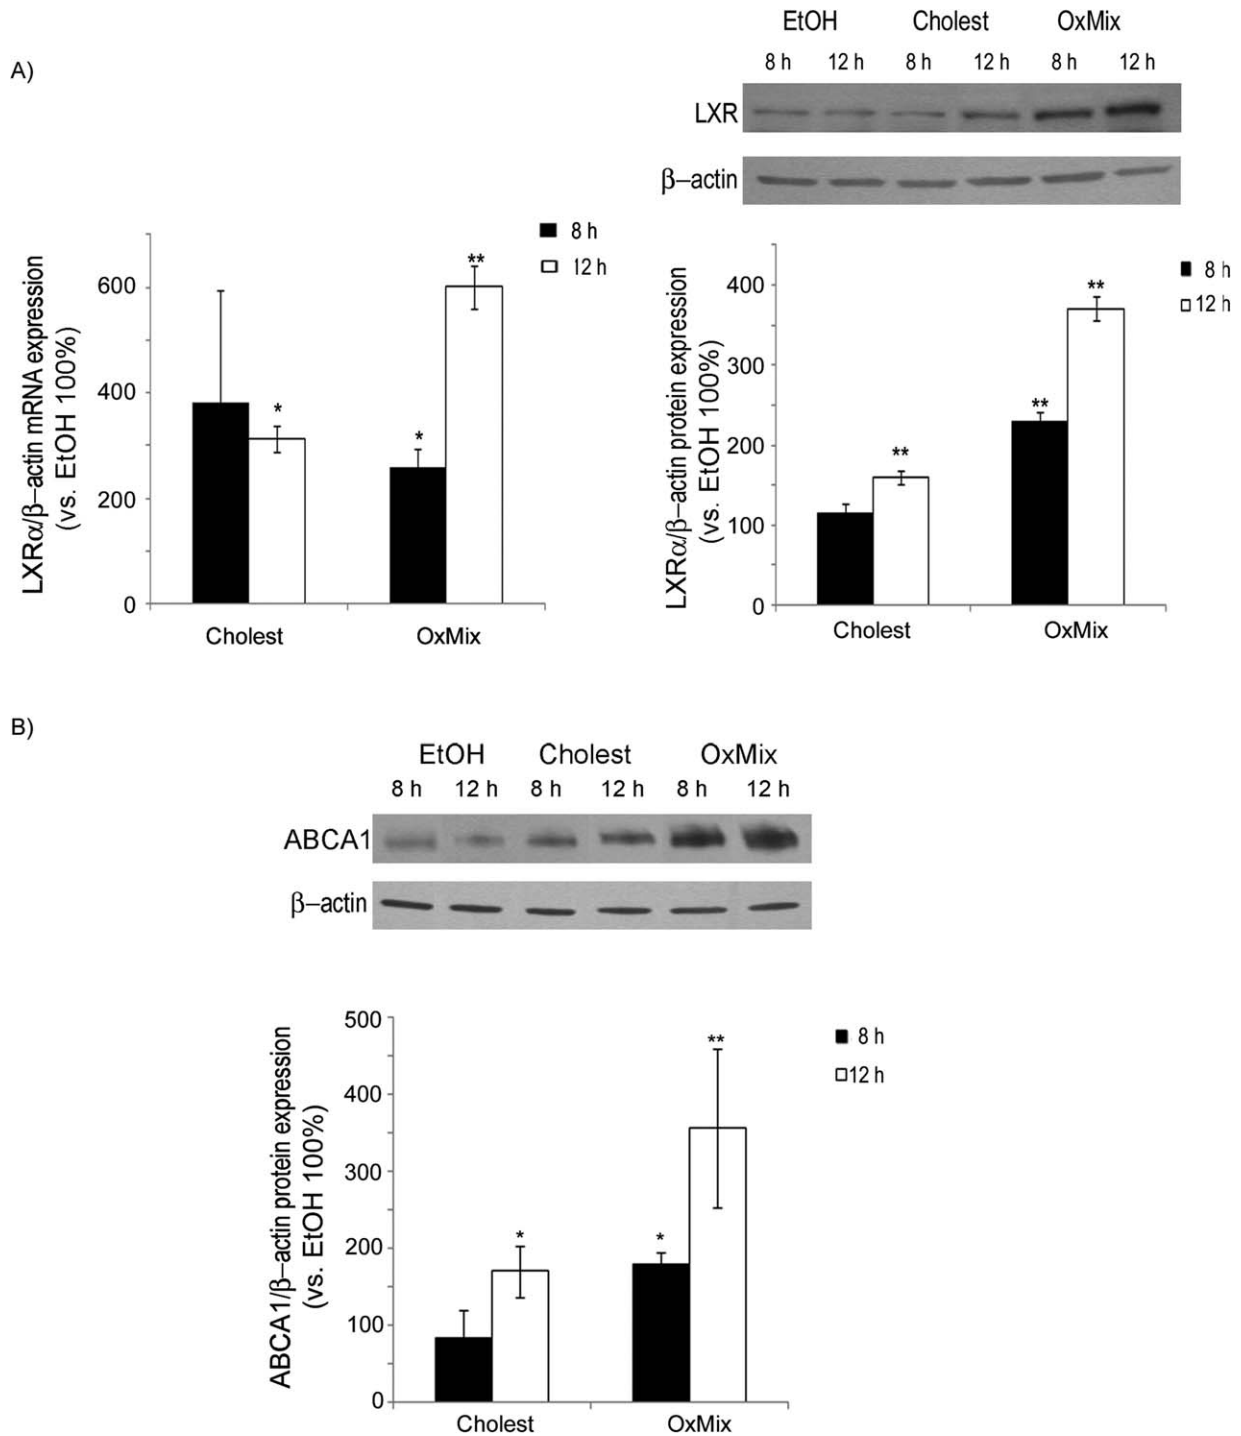 A)
EtOH Cholest OxMix
8 h 12 h 8 h 12 h 8 h 12 h
LXR
β–actin
LXRα/β–actin mRNA expression
(vs. EtOH 100%)
600
400
200
0
*
*
**
8 h
12 h
Cholest OxMix
LXRα/β–actin protein expression
(vs. EtOH 100%)
400
300
200
100
0
**
**
**
8 h
12 h
Cholest OxMix
B)
EtOH Cholest OxMix
8 h 12 h 8 h 12 h 8 h 12 h
ABCA1
β–actin
ABCA1/β–actin protein expression
(vs. EtOH 100%)
500
400
300
200
100
0
*
*
**
8 h
12 h
Cholest OxMix